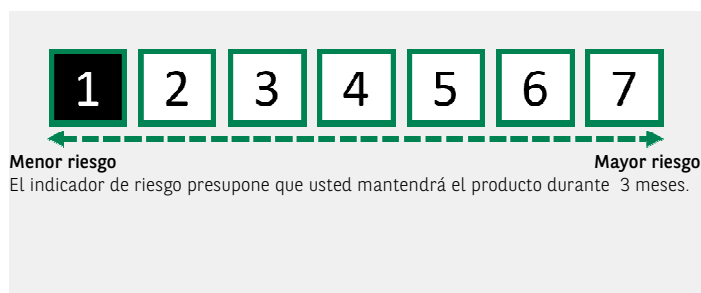 1 2 3 4 5 6 7
Menor riesgo Mayor riesgo
El indicador de riesgo presupone que usted mantendrá el producto durante  3 meses.